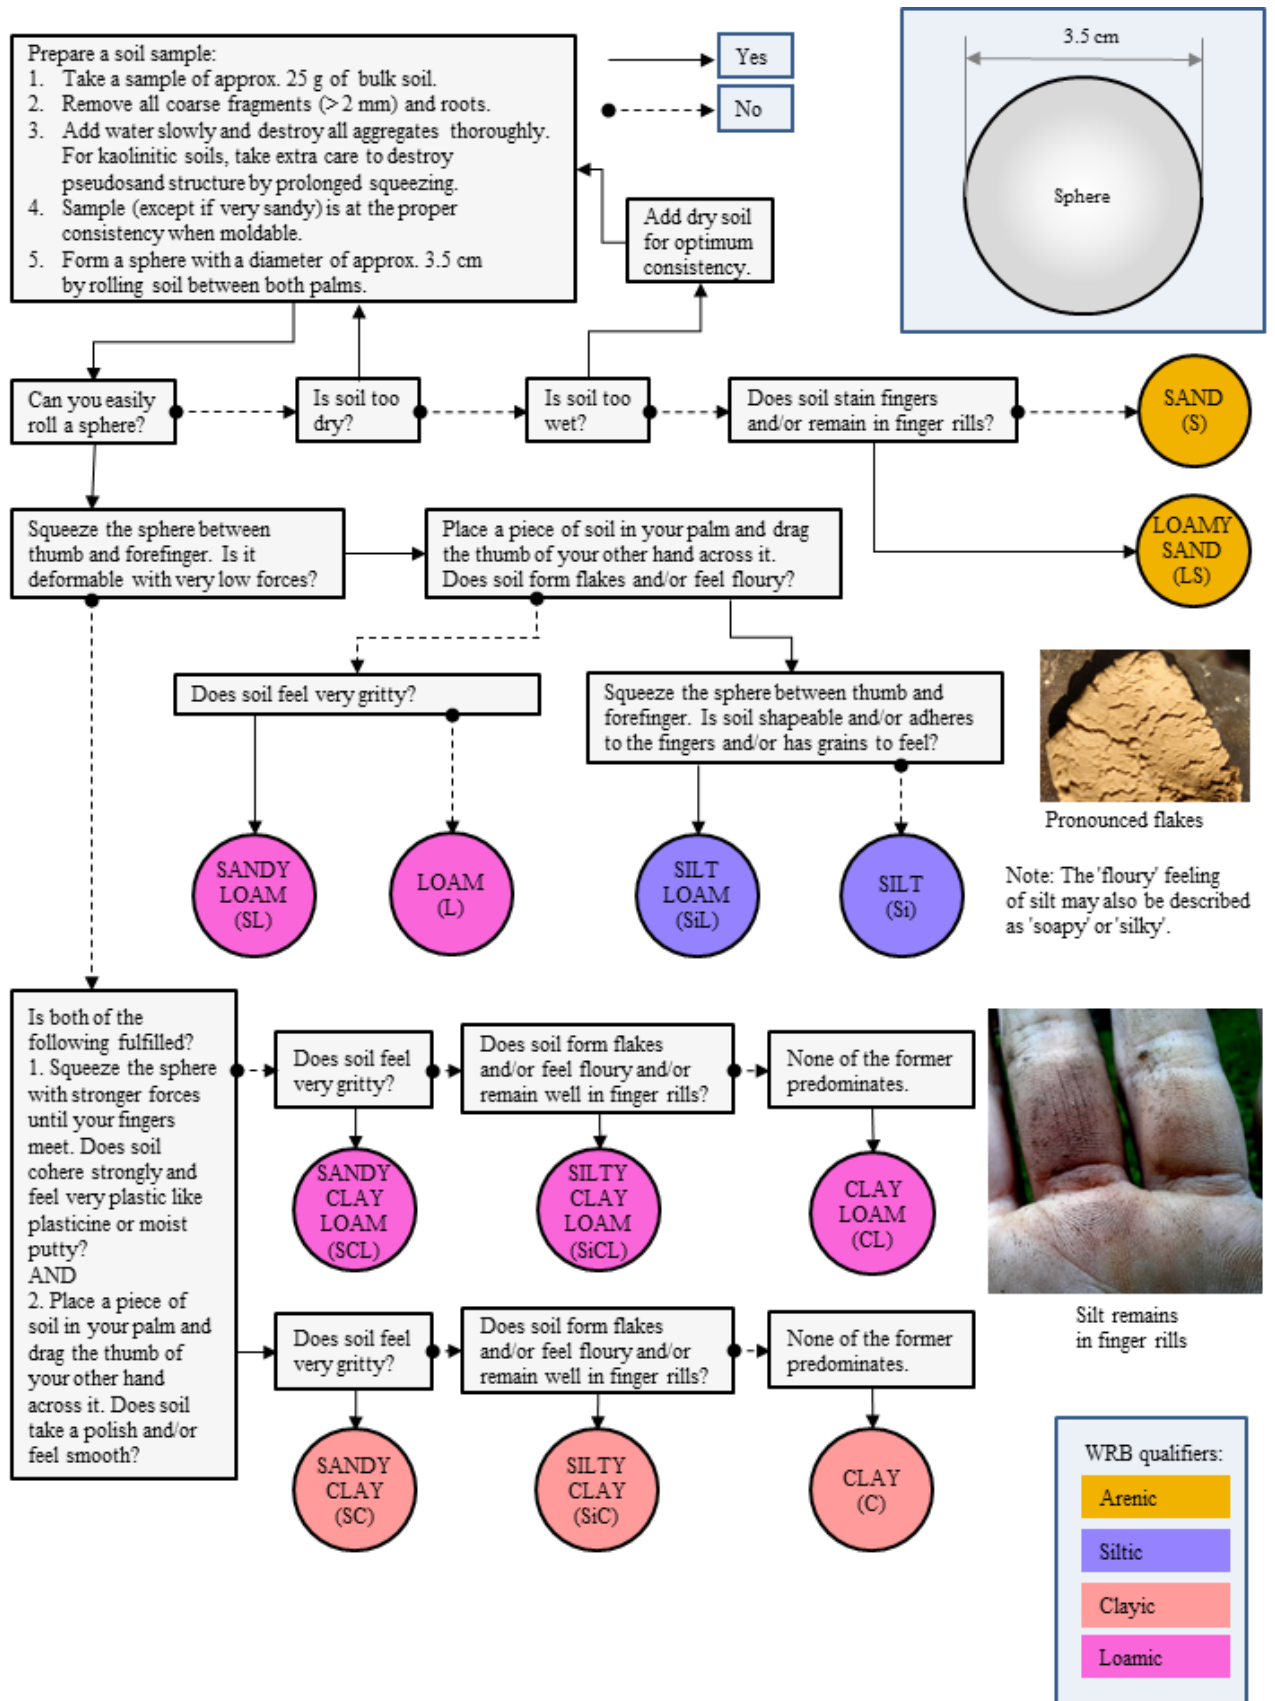 Prepare a soil sample:
1. Take a sample of approx. 25 g of bulk soil.
2. Remove all coarse fragments (> 2 mm) and roots.
3. Add water slowly and destroy all aggregates thoroughly.
For kaolinitic soils, take extra care to destroy
pseudosand structure by prolonged squeezing.
4. Sample (except if very sandy) is at the proper
consistency when moldable.
5. Form a sphere with a diameter of approx. 3.5 cm
by rolling soil between both palms.
Yes
No
3.5 cm
Sphere
Add dry soil
for optimum
consistency.
Can you easily
roll a sphere?
Is soil too
dry?
Is soil too
wet?
Does soil stain fingers
and/or remain in finger rills?
SAND
(S)
LOAMY
SAND
(LS)
Squeeze the sphere between
thumb and forefinger. Is it
deformable with very low forces?
Place a piece of soil in your palm and drag
the thumb of your other hand across it.
Does soil form flakes and/or feel floury?
Does soil feel very gritty?
Squeeze the sphere between thumb and
forefinger. Is soil shapeable and/or adheres
to the fingers and/or has grains to feel?
SANDY
LOAM
(SL)
LOAM
(L)
SILT
LOAM
(SiL)
SILT
(Si)
Pronounced flakes
Note: The 'floury' feeling
of silt may also be described
as 'soapy' or 'silky'.
Is both of the
following fulfilled?
1. Squeeze the sphere
with stronger forces
until your fingers
meet. Does soil
cohere strongly and
feel very plastic like
plasticine or moist
putty?
AND
2. Place a piece of
soil in your palm and
drag the thumb of
your other hand
across it. Does soil
take a polish and/or
feel smooth?
Does soil feel
very gritty?
Does soil form flakes
and/or feel floury and/or
remain well in finger rills?
None of the former
predominates.
SANDY
CLAY
LOAM
(SCL)
SILTY
CLAY
LOAM
(SiCL)
CLAY
LOAM
(CL)
Does soil feel
very gritty?
Does soil form flakes
and/or feel floury and/or
remain well in finger rills?
None of the former
predominates.
SANDY
CLAY
(SC)
SILTY
CLAY
(SiC)
CLAY
(C)
Silt remains
in finger rills
WRB qualifiers:
Arenic
Siltic
Clayic
Loamic